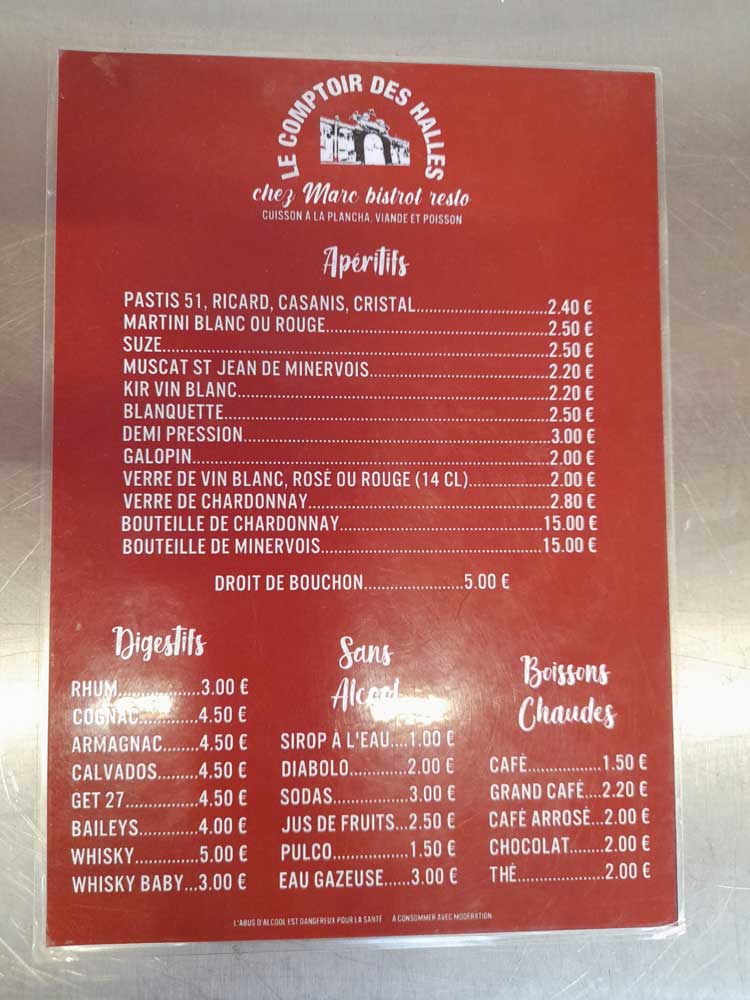 LE COMPTOIR DES HALLES
chez Marc bistrot resto
CUISSON A LA PLANCHA, VIANDE ET POISSON
Apéritifs
PASTIS 51, RICARD, CASANIS, CRISTAL..............................2.40 €
MARTINI BLANC OU ROUGE..............................2.50 €
SUZE..............................2.50 €
MUSCAT ST JEAN DE MINERVOIS..............................2.20 €
KIR VIN BLANC..............................2.20 €
BLANQUETTE..............................2.50 €
DEMI PRESSION..............................3.00 €
GALOPIN..............................2.00 €
VERRE DE VIN BLANC, ROSÉ OU ROUGE (14 CL)..................2.00 €
VERRE DE CHARDONNAY..............................2.80 €
BOUTEILLE DE CHARDONNAY..............................15.00 €
BOUTEILLE DE MINERVOIS..............................15.00 €
DROIT DE BOUCHON......................5.00 €
Digestifs
RHUM.................3.00 €
COGNAC............4.50 €
ARMAGNAC........4.50 €
CALVADOS.........4.50 €
GET 27...............4.50 €
BAILEYS............4.00 €
WHISKY.............5.00 €
WHISKY BABY...3.00 €
Sans
Alcool
SIROP À L'EAU....1.00 €
DIABOLO............2.00 €
SODAS................3.00 €
JUS DE FRUITS...2.50 €
PULCO................1.50 €
EAU GAZEUSE......3.00 €
Boissons
Chaudes
CAFÉ.................1.50 €
GRAND CAFÉ....2.20 €
CAFÉ ARROSÉ...2.00 €
CHOCOLAT........2.00 €
THÉ....................2.00 €
L'ABUS D'ALCOOL EST DANGEREUX POUR LA SANTÉ À CONSOMMER AVEC MODÉRATION